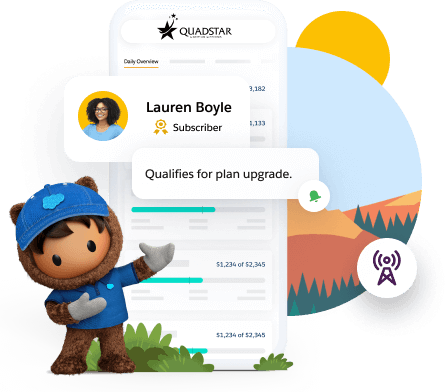 QUADSTAR
Daily Overview
3,182
Lauren Boyle
Subscriber
1,133
Qualifies for plan upgrade.
$1,234 of $2,345
$1,234 of $2,345